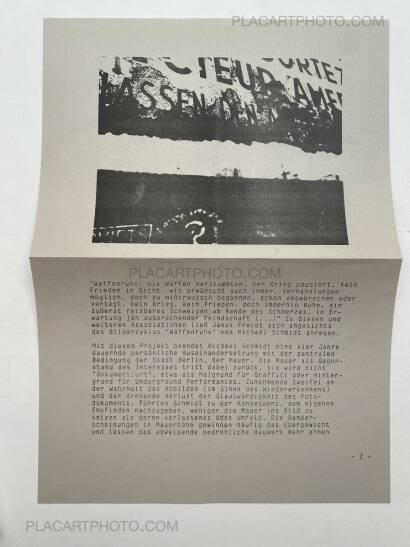 PLACARTPHOTO.COM
CTEUR
ASSEN DEN
PLACARTPHOTO.COM
"Waffenruhe: die Waffen verstummten, der Krieg pausiert. Kein
Frieden in Sicht, wie erwünscht auch immer. Verhandlungen
möglich, doch zu mißtrauisch begonnen, schon abgebrochen oder
vertagt. Kein Krieg, kein Frieden, doch immerhin Ruhe, ein
äußerst reizbares Schweigen am Rande des Schmerzes, in Er-
wartung jäh ausbrechender Feindschaft (...)" Zu diesen und
weiteren Assoziationen ließ János Frecot sich angesichts
des Bilderzyklus "Waffenruhe" von Michael Schmidt anregen.
Mit diesem Projekt beendet Michael Schmidt eine vier Jahre
dauernde persönliche Auseinandersetzung mit der zentralen
Bedingung der Stadt Berlin, der Mauer. Die Mauer als Gegen-
stand des Interesses tritt dabei zurück, sie wird nicht
"dokumentiert", etwa als Malgrund für Graffiti oder Hinter-
grund für Underground Performances. Zunehmende Zweifel an
der Wahrheit des Abbildes (im Sinne des Wiedererkennens)
und der drohende Verlust der Glaubwürdigkeit des Foto-
dokuments, führten Schmidt zu der Konsequenz, dem eigenen
Empfinden nachzugeben, weniger die Mauer ins Bild zu
setzen als deren verlassenes ödes Umfeld. Die Rander-
scheinungen in Mauernähe gewinnen häufig das Übergewicht
und lassen das abweisende bedrohliche Bauwerk mehr ahnen
- 2 -
PLACARTPHOTO.COM